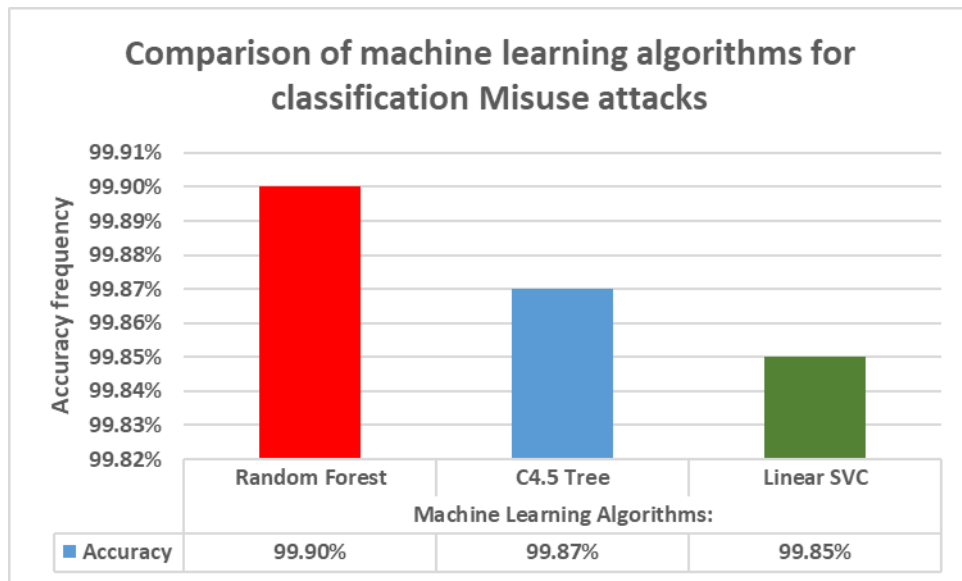 Comparison of machine learning algorithms for
classification Misuse attacks
Accuracy frequency
99.91%
99.90%
99.89%
99.88%
99.87%
99.86%
99.85%
99.84%
99.83%
99.82%
Random Forest C4.5 Tree Linear SVC
Machine Learning Algorithms:
Accuracy 99.90% 99.87% 99.85%